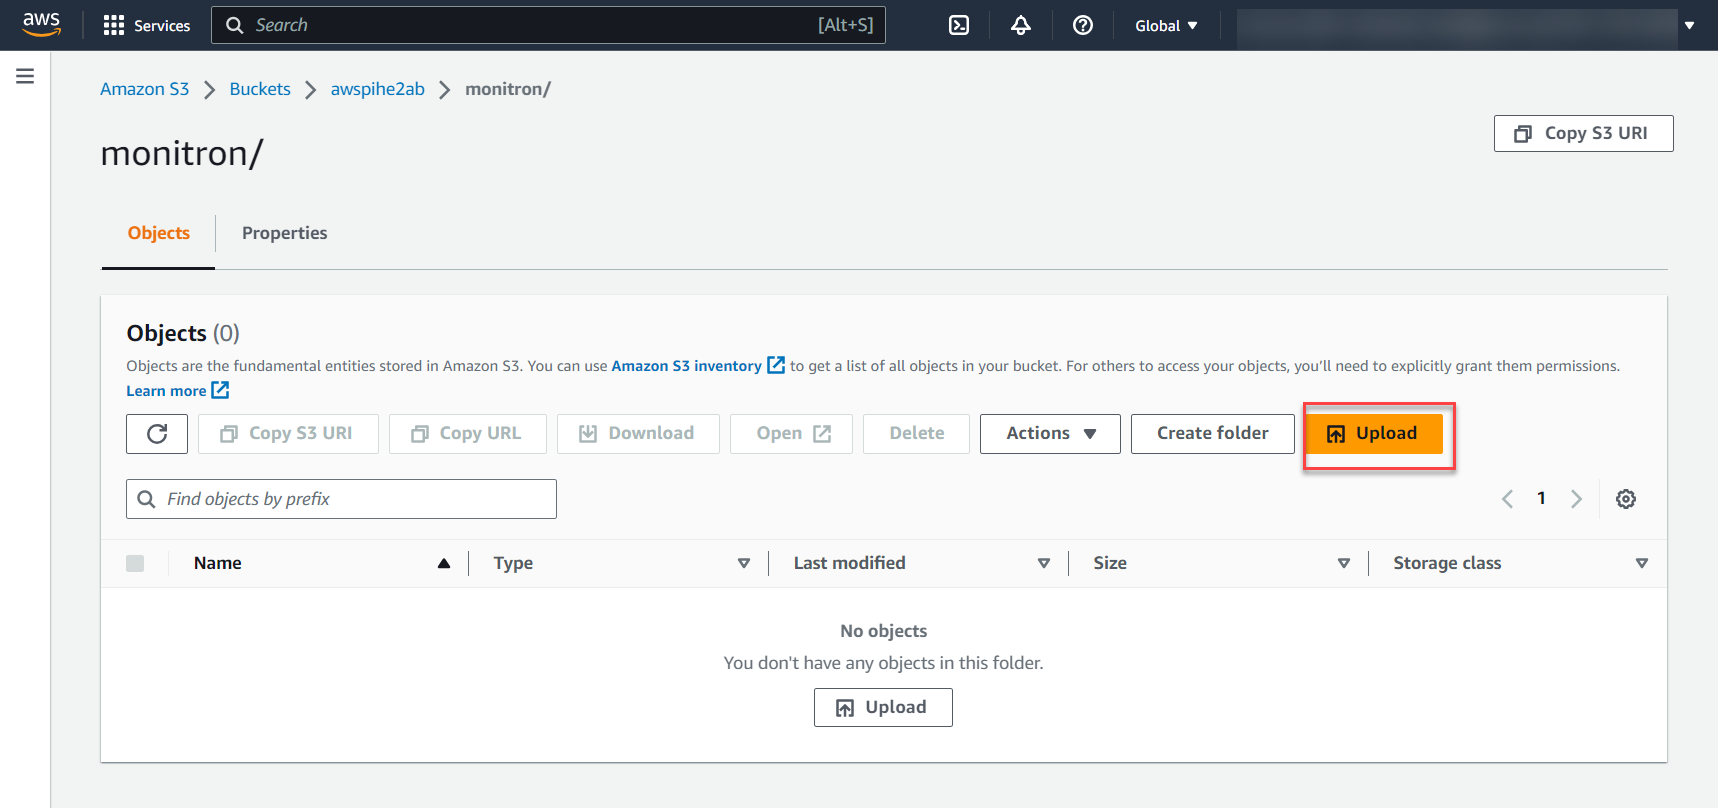 aws
Services
Search [Alt+S]
Global
Amazon S3 Buckets awspihe2ab monitron/
monitron/
Copy S3 URI
Objects Properties
Objects (0)
Objects are the fundamental entities stored in Amazon S3. You can use Amazon S3 inventory to get a list of all objects in your bucket. For others to access your objects, you’ll need to explicitly grant them permissions.
Learn more
Copy S3 URI Copy URL Download Open Delete Actions Create folder Upload
Find objects by prefix
1
Name Type Last modified Size Storage class
No objects
You don't have any objects in this folder.
Upload